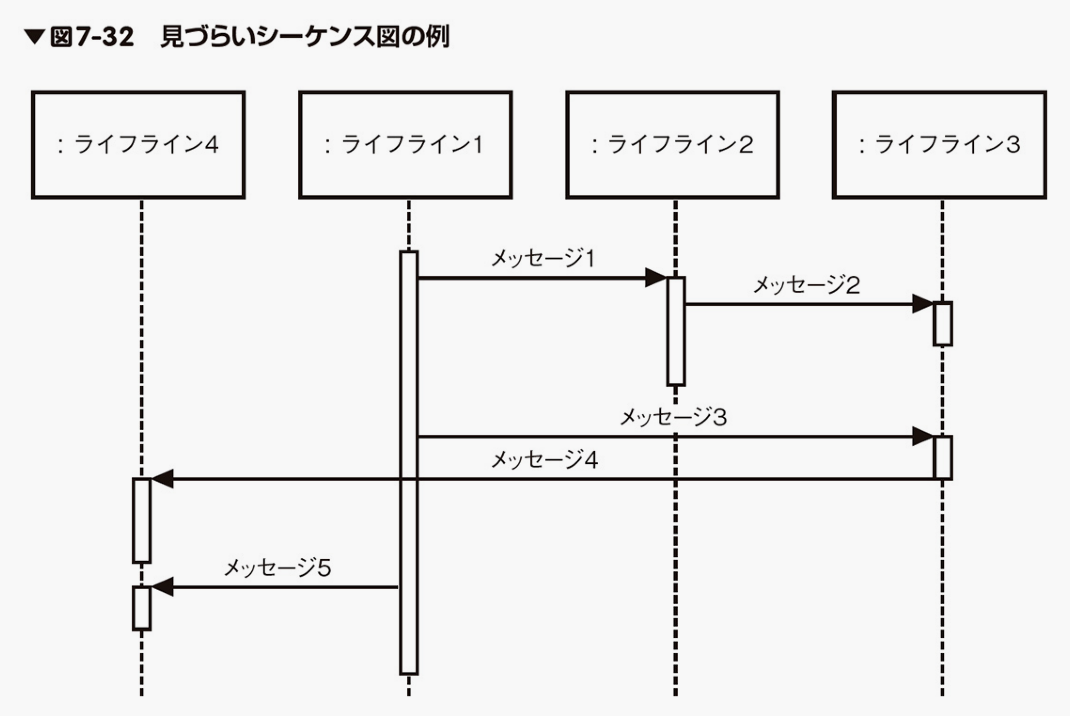 ▼図7-32　見づらいシーケンス図の例
：ライフライン4
：ライフライン1
：ライフライン2
：ライフライン3
メッセージ1
メッセージ2
メッセージ3
メッセージ4
メッセージ5